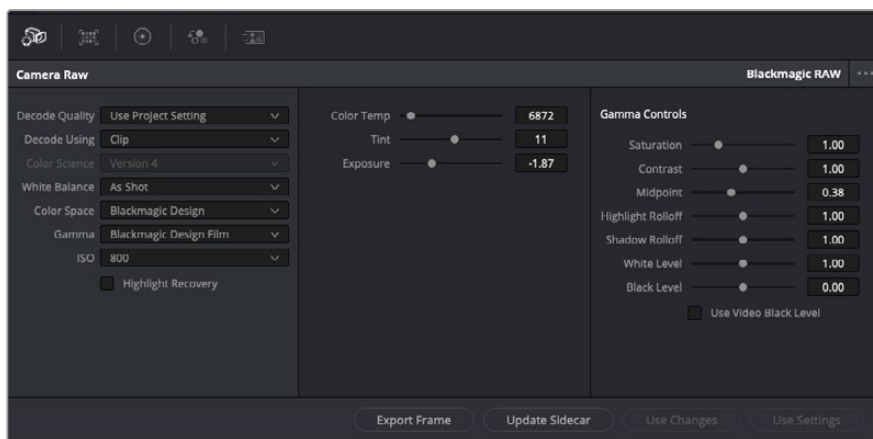 Camera Raw
Blackmagic RAW
Decode Quality Use Project Setting
Decode Using Clip
Color Science Version 4
White Balance As Shot
Color Space Blackmagic Design
Gamma Blackmagic Design Film
ISO 800
Highlight Recovery
Color Temp 6872
Tint 11
Exposure -1.87
Gamma Controls
Saturation 1.00
Contrast 1.00
Midpoint 0.38
Highlight Rolloff 1.00
Shadow Rolloff 1.00
White Level 1.00
Black Level 0.00
Use Video Black Level
Export Frame
Update Sidecar
Use Changes
Use Settings